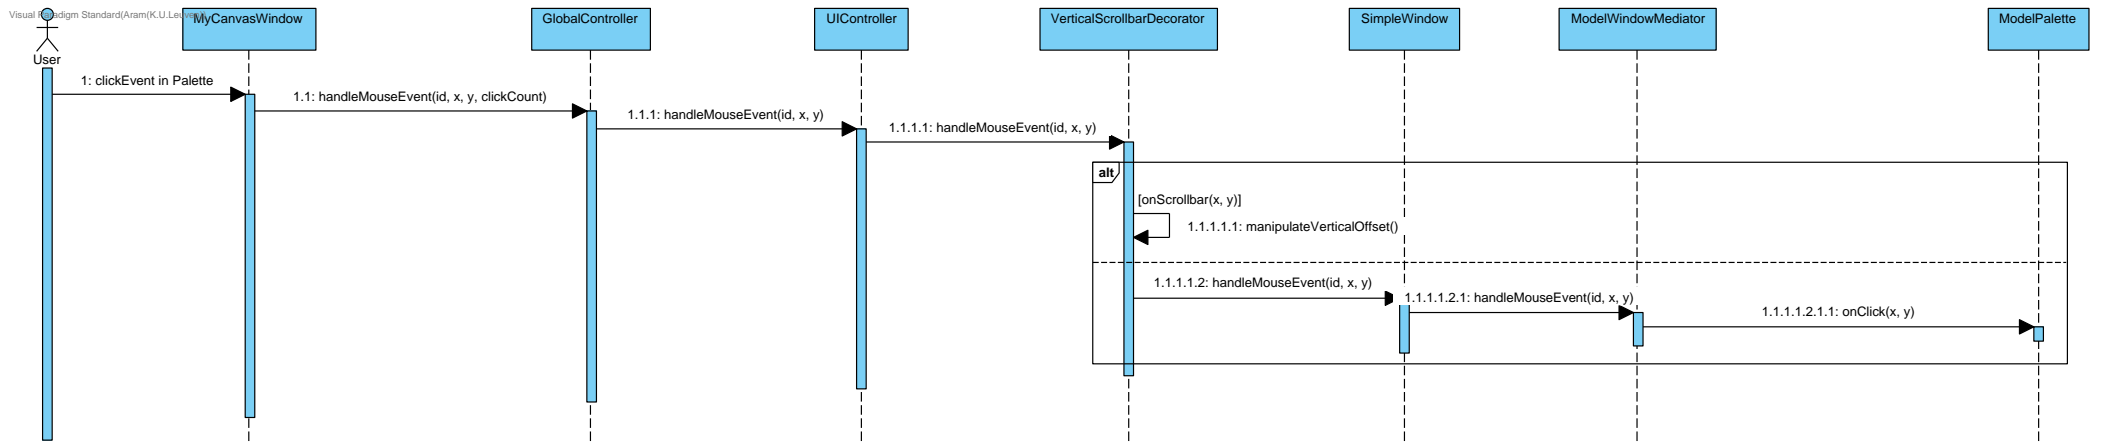 Visual Paradigm Standard(Aram(K.U.Leuven))
User
MyCanvasWindow
GlobalController
UIController
VerticalScrollbarDecorator
SimpleWindow
ModelWindowMediator
ModelPalette
1: clickEvent in Palette
1.1: handleMouseEvent(id, x, y, clickCount)
1.1.1: handleMouseEvent(id, x, y)
1.1.1.1: handleMouseEvent(id, x, y)
alt
[onScrollbar(x, y)]
1.1.1.1.1: manipulateVerticalOffset()
1.1.1.1.2: handleMouseEvent(id, x, y)
1.1.1.1.2.1: handleMouseEvent(id, x, y)
1.1.1.1.2.1.1: onClick(x, y)